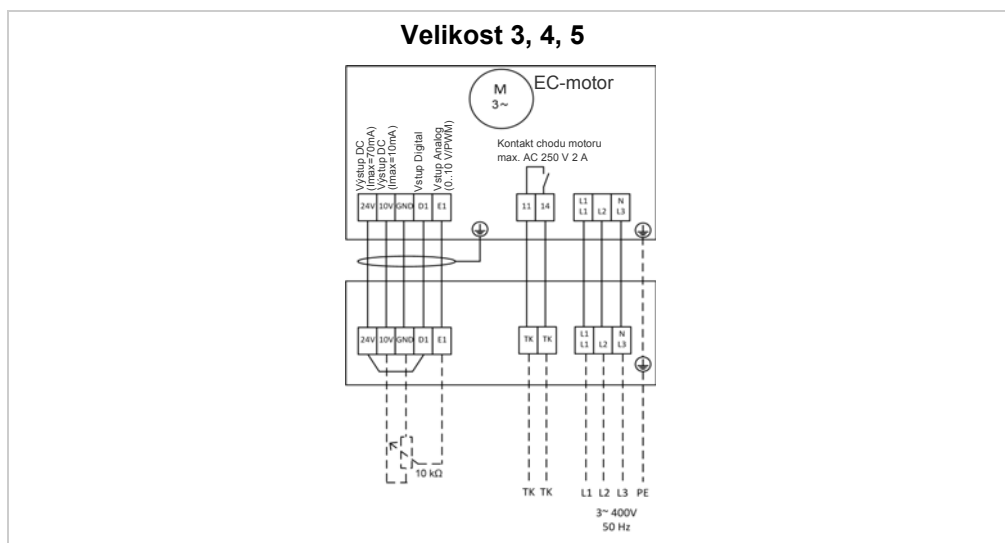 Velikost 3, 4, 5
M
3~
EC-motor
Výstup DC
(Imax=70mA)
Výstup DC
(Imax=10mA)
Vstup Digital
Vstup Analog
(0..10 V/PWM)
Kontakt chodu motoru
max. AC 250 V 2 A
24V 10V GND D1 E1
11 14
L1 N
L1 L2 L3
24V 10V GND D1 E1
TK TK
L1 N
L1 L2 L3
10 kΩ
TK TK L1 L2 L3 PE
3~ 400V
50 Hz